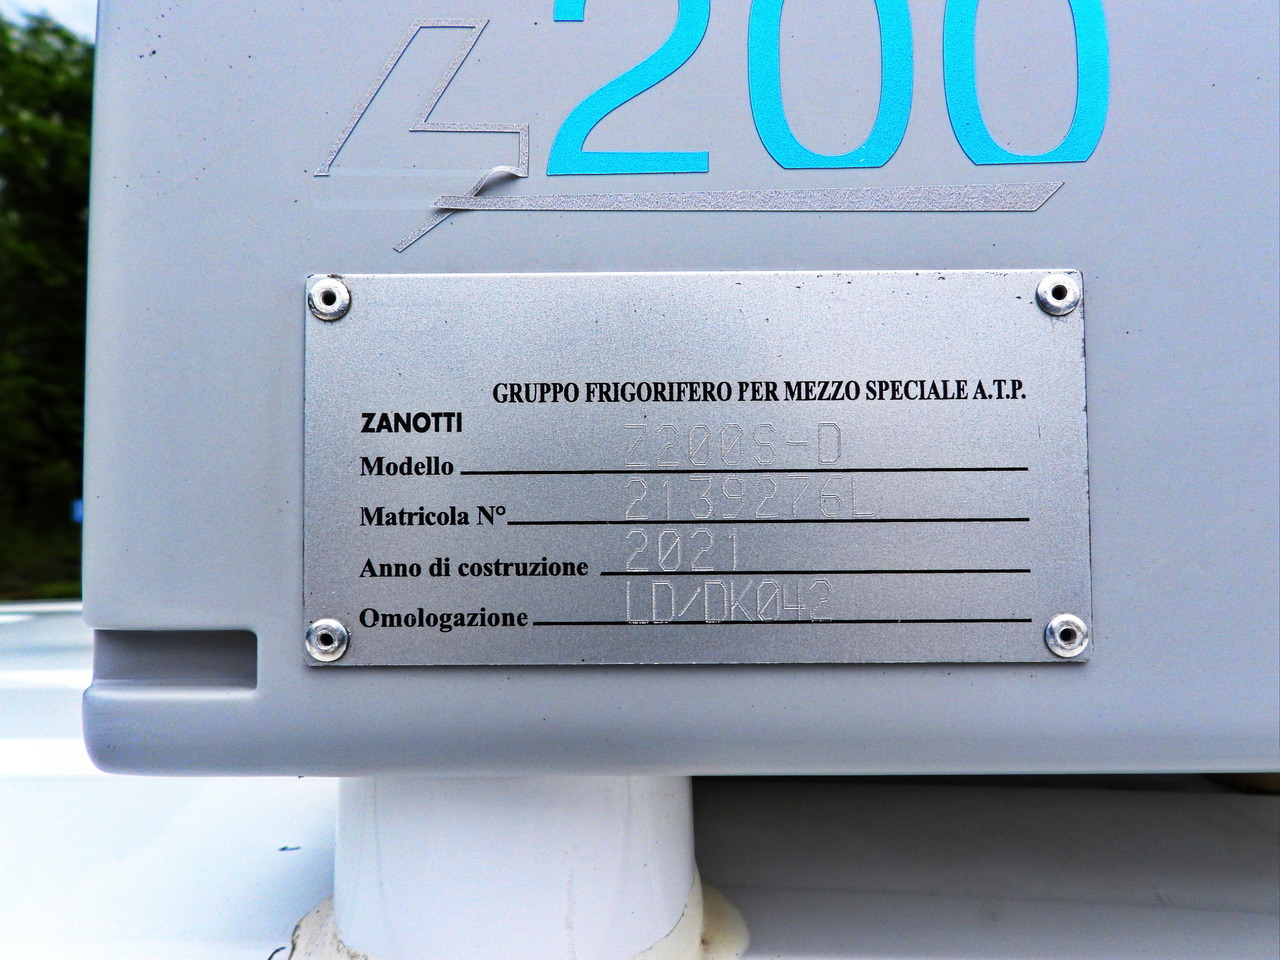 Z200
GRUPPO FRIGORIFERO PER MEZZO SPECIALE A.T.P.
ZANOTTI
Modello Z200S-D
Matricola N° 2139276L
Anno di costruzione 2021
Omologazione LD/DK042